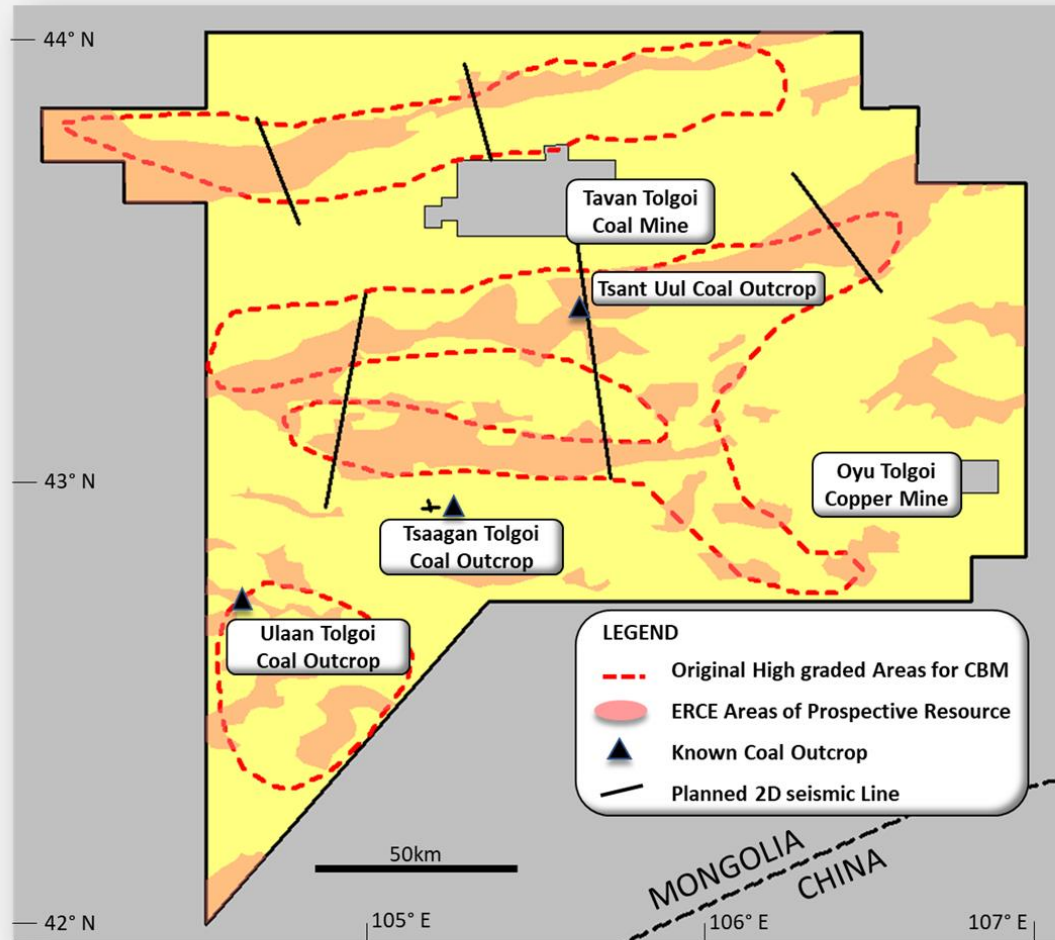 44° N
Tavan Tolgoi
Coal Mine
Tsant Uul Coal Outcrop
43° N
Oyu Tolgoi
Copper Mine
Tsaagan Tolgoi
Coal Outcrop
Ulaan Tolgoi
Coal Outcrop
LEGEND
Original High graded Areas for CBM
ERCE Areas of Prospective Resource
Known Coal Outcrop
Planned 2D seismic Line
50km
MONGOLIA
CHINA
42° N
105° E
106° E
107° E